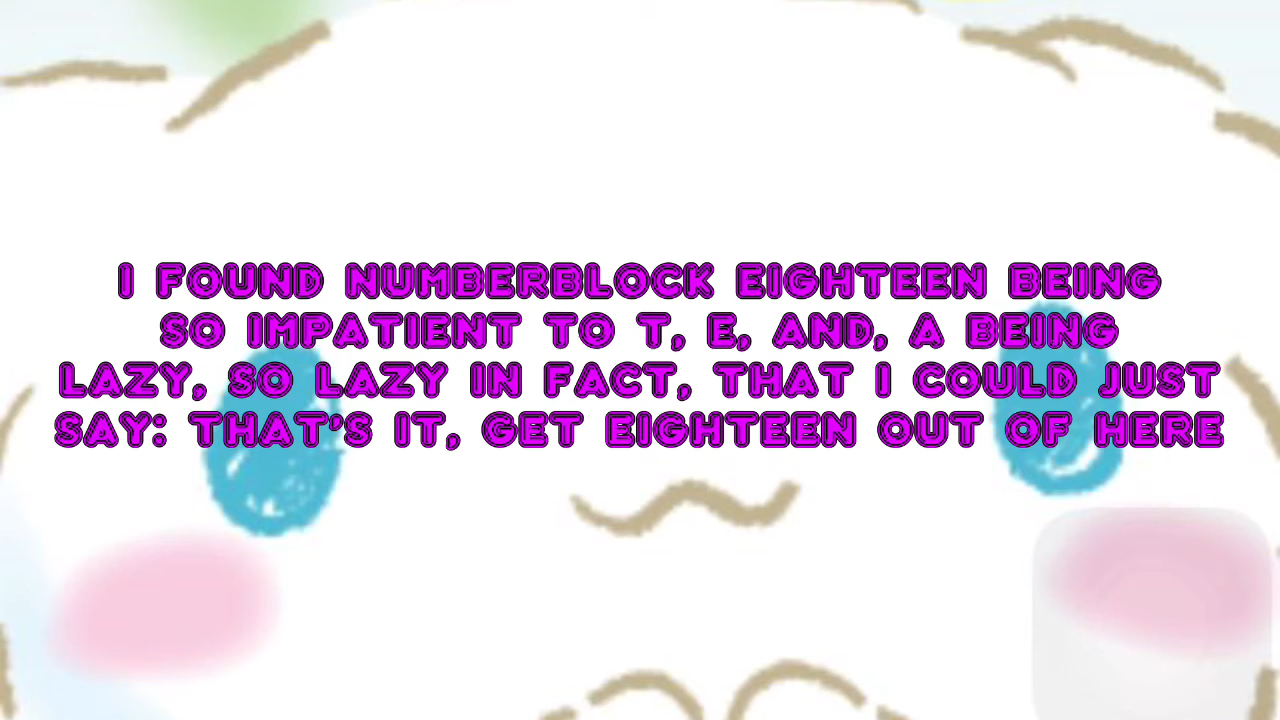 I FOUND NUMBERBLOCK EIGHTEEN BEING
SO IMPATIENT TO T, E, AND, A BEING
LAZY, SO LAZY IN FACT, THAT I COULD JUST
SAY: THAT'S IT, GET EIGHTEEN OUT OF HERE